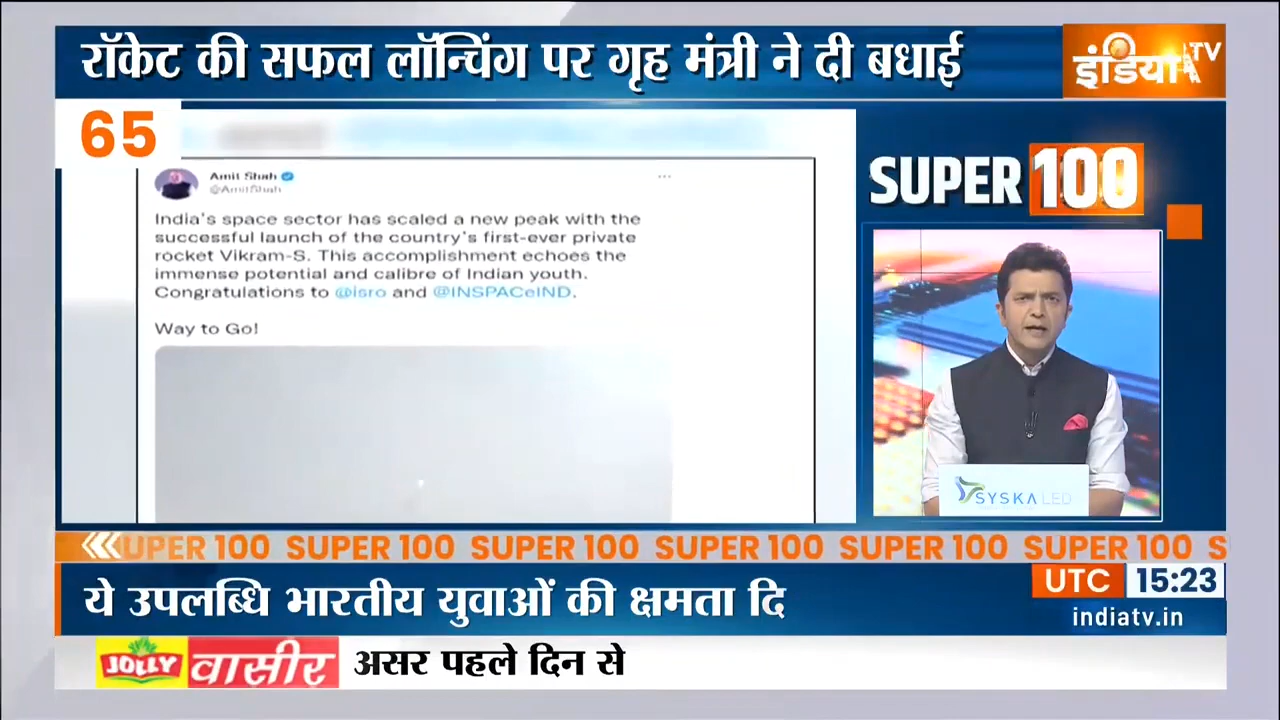 रॉकेट की सफल लॉन्चिंग पर गृह मंत्री ने दी बधाई
इंडिया TV
65
SUPER 100
Amit Shah
@AmitShah
India's space sector has scaled a new peak with the
successful launch of the country's first-ever private
rocket Vikram-S. This accomplishment echoes the
immense potential and calibre of Indian youth.
Congratulations to @isro and @INSPACeIND.
Way to Go!
SYSKA LED
UPER 100 SUPER 100 SUPER 100 SUPER 100 SUPER 100 SUPER 100 S
ये उपलब्धि भारतीय युवाओं की क्षमता दि
UTC 15:23
indiatv.in
JOLLY वासीर असर पहले दिन से